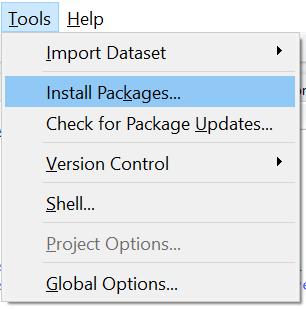 Tools Help
Import Dataset
Install Packages...
Check for Package Updates...
Version Control
Shell...
Project Options...
Global Options...